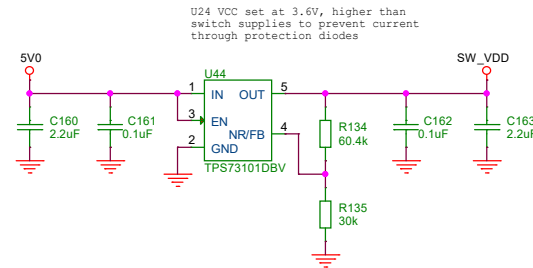 U24 VCC set at 3.6V, higher than
switch supplies to prevent current
through protection diodes
5V0
SW_VDD
U44
1 IN OUT 5
3 EN
NR/FB 4
2 GND
TPS73101DBV
C160
2.2uF
C161
0.1uF
R134
60.4k
C162
0.1uF
C163
2.2uF
R135
30k